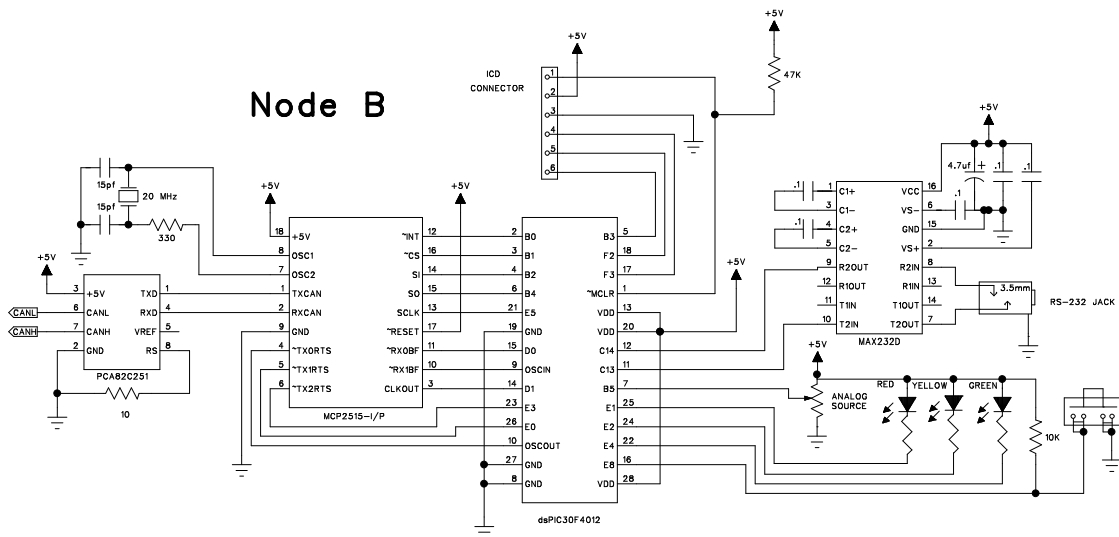 Node B
+5V
+5V
47K
ICD
CONNECTOR
1
2
3
4
5
6
15pf
15pf
20 MHz
330
+5V
+5V
18 +5V
8 OSC1
7 OSC2
1 TXCAN
2 RXCAN
9 GND
4 ~TX0RTS
5 ~TX1RTS
6 ~TX2RTS
~INT 12
~CS 16
SI 14
SO 15
SCLK 13
~RESET 17
~RX0BF 11
~RX1BF 10
CLKOUT 3
MCP2515-I/P
+5V
CANL
CANH
3 +5V
6 CANL
7 CANH
2 GND
TXD 1
RXD 4
VREF 5
RS 8
PCA82C251
10
2 B0
3 B1
4 B2
6 B4
21 E5
19 GND
15 D0
9 OSCIN
14 D1
23 E3
26 E0
10 OSCOUT
27 GND
8 GND
B3 5
F2 18
F3 17
~MCLR 1
VDD 13
VDD 20
C14 12
C13 11
B5 7
E1 25
E2 24
E4 22
E8 16
VDD 28
dsPIC30F4012
+5V
+5V
4.7uf +
.1
.1
.1
.1
.1
1 C1+
3 C1-
4 C2+
5 C2-
9 R2OUT
12 R1OUT
11 T1IN
10 T2IN
VCC 16
VS- 6
GND 15
VS+ 2
R2IN 8
R1IN 13
T1OUT 14
T2OUT 7
MAX232D
3.5mm
RS-232 JACK
+5V
ANALOG
SOURCE
RED
YELLOW
GREEN
10K